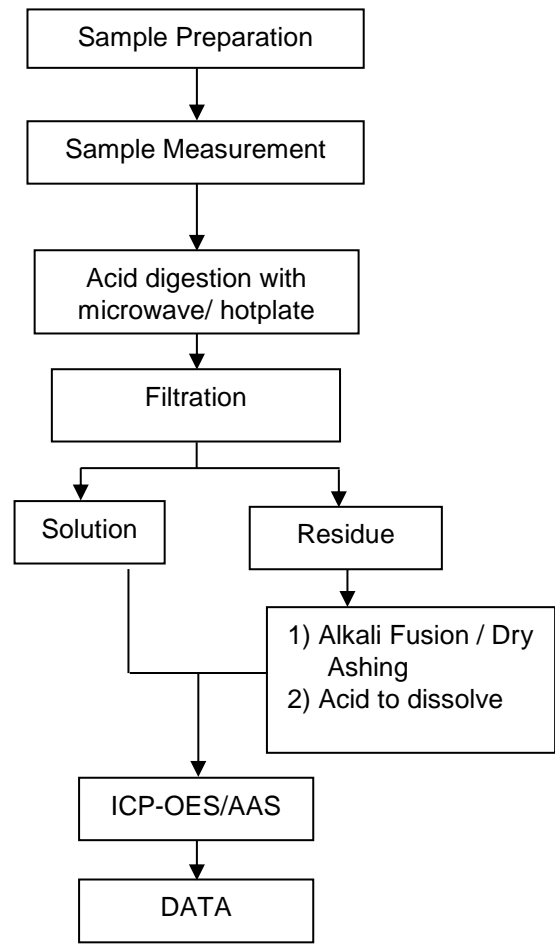 Sample Preparation
Sample Measurement
Acid digestion with
microwave/ hotplate
Filtration
Solution
Residue
1) Alkali Fusion / Dry
Ashing
2) Acid to dissolve
ICP-OES/AAS
DATA